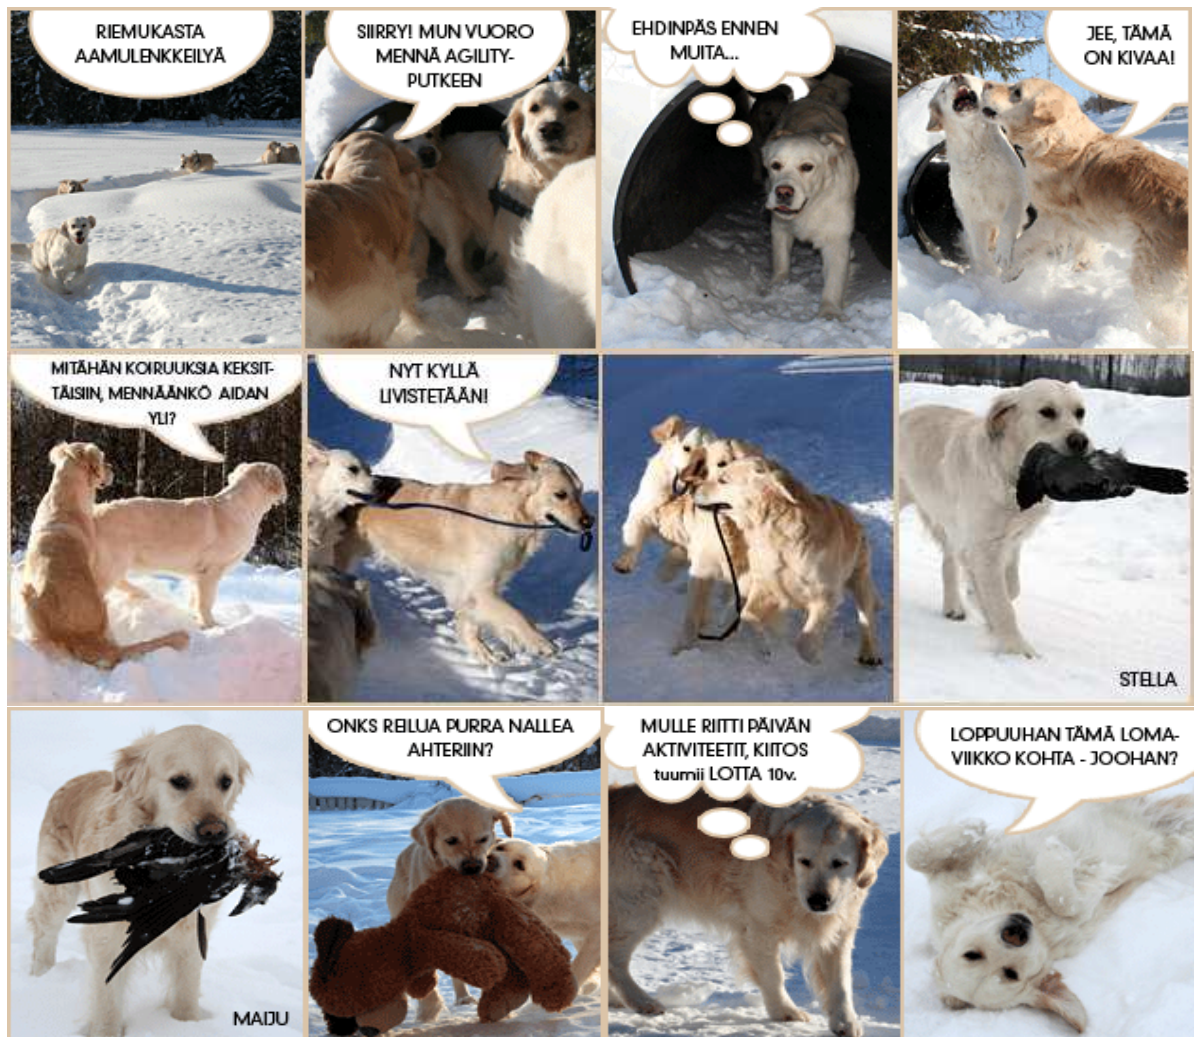 RIEMUKASTA
AAMULENKKEILYÄ
SIIRRY! MUN VUORO
MENNÄ AGILITY-
PUTKEEN
EHDINPÄS ENNEN
MUITA...
JEE, TÄMÄ
ON KIVAA!
MITÄHÄN KOIRUUKSIA KEKSIT-
TÄISIIN, MENNÄÄNKÖ AIDAN
YLI?
NYT KYLLÄ
LIVISTETÄÄN!
STELLA
MAIJU
ONKS REILUA PURRA NALLEA
AHTERIIN?
MULLE RIITTI PÄIVÄN
AKTIVITEETIT, KIITOS
tuumii LOTTA 10v.
LOPPUUHAN TÄMÄ LOMA-
VIIKKO KOHTA - JOOHAN?